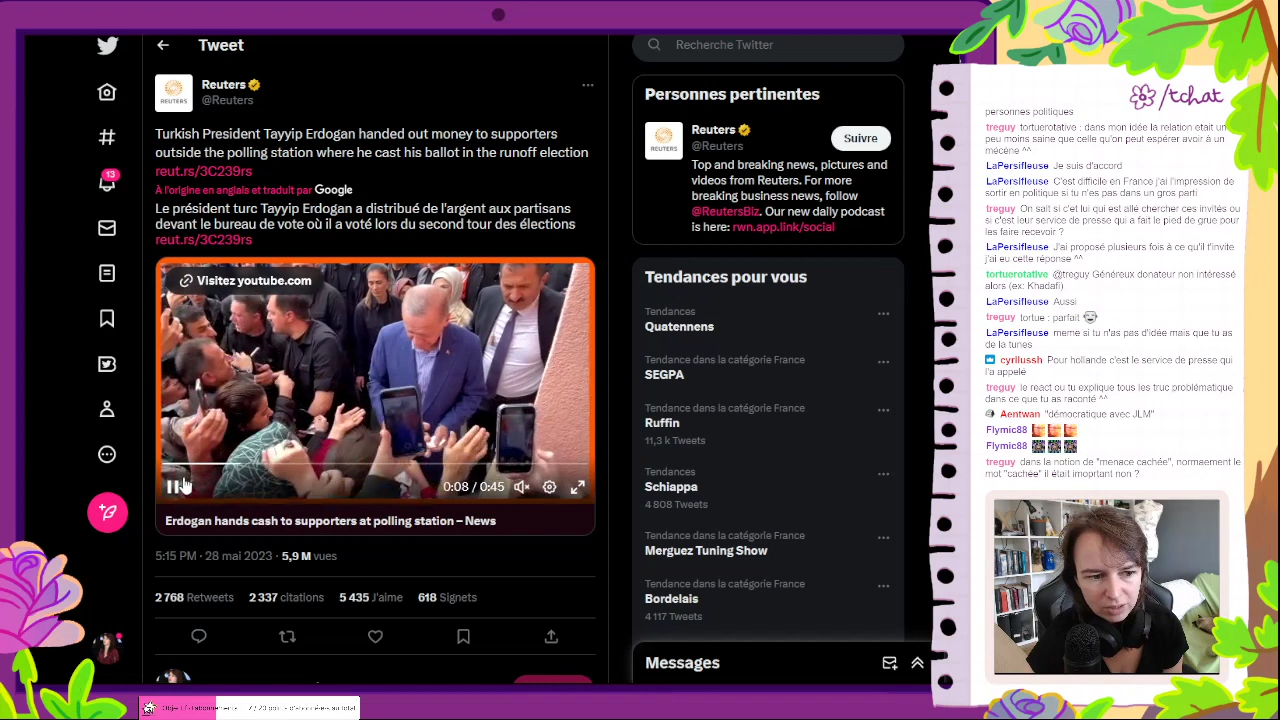 Tweet
Recherche Twitter
Reuters
@Reuters
REUTERS
Turkish President Tayyip Erdogan handed out money to supporters
outside the polling station where he cast his ballot in the runoff election
reut.rs/3C239rs
À l'origine en anglais et traduit par Google
Le président turc Tayyip Erdogan a distribué de l'argent aux partisans
devant le bureau de vote où il a voté lors du second tour des élections
reut.rs/3C239rs
Visitez youtube.com
0:08 / 0:45
Erdogan hands cash to supporters at polling station – News
5:15 PM · 28 mai 2023 · 5,9 M vues
2 768 Retweets 2 337 citations 5 435 J'aime 618 Signets
13
Personnes pertinentes
REUTERS
Reuters
@Reuters
Suivre
Top and breaking news, pictures and
videos from Reuters. For more
breaking business news, follow
@ReutersBiz. Our new daily podcast
is here: rwn.app.link/social
Tendances pour vous
Tendances
Quatennens
Tendance dans la catégorie France
SEGPA
Tendance dans la catégorie France
Ruffin
11,3 k Tweets
Tendances
Schiappa
4 808 Tweets
Tendance dans la catégorie France
Merguez Tuning Show
Tendance dans la catégorie France
Bordelais
4 117 Tweets
Messages
/tchat
personnes politiques
treguy tortuerotative : dans mon idée la relation etait un
peu moins saine que celle qu'on peut espérer avoir à un
mécène ^^
LaPersifleuse Je suis d'accord
LaPersifleuse C'est difficile en France j'ai l'impression de
sortir en politique si tu n'es pas dans un gros parti
treguy On sait si c'est lui qui est allé chercher ces invités
ou c'est leur service de presse qui a fait le pied de grue pour
les faire recevoir ?
LaPersifleuse J'ai proposé plusieurs fois à ce qu'il t'invite
j'ai eu cette réponse ^^
tortuerotative @treguy Généreux donateur non intéressé
alors (ex: Khadafi)
LaPersifleuse Aussi
treguy tortue : parfait
LaPersifleuse meme si tu n'as pas d'idée mais que tu as
de la tunes
cyrilussh Pour hollande c'est le service de presse qui
l'a appelé
treguy le react ou tu explique tous les truc problématique
dans ce que tu as raconté ^^
Aentwan "démocratique avec JLM"
Flymic88
Flymic88
treguy dans la notion de "menace cachée", normalement le
mot "cachée" il était important non ?